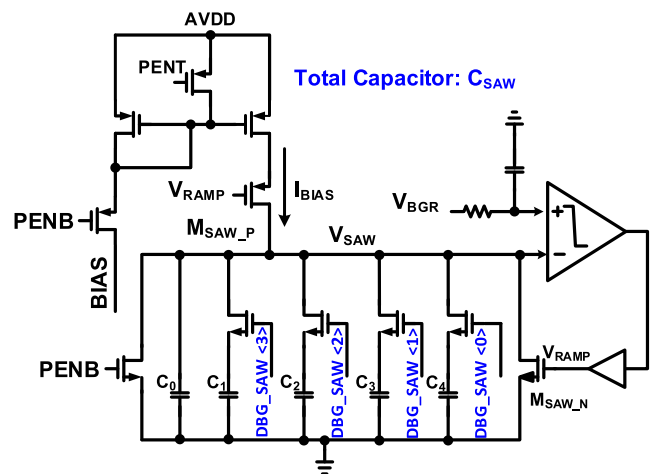 AVDD
PENT
Total Capacitor: CSAW
VRAMP
IBIAS
VBGR
PENB
MSAW_P
VSAW
BIAS
PENB
C0
C1
DBG_SAW <3>
C2
DBG_SAW <2>
C3
DBG_SAW <1>
C4
DBG_SAW <0>
VRAMP
MSAW_N
+
−